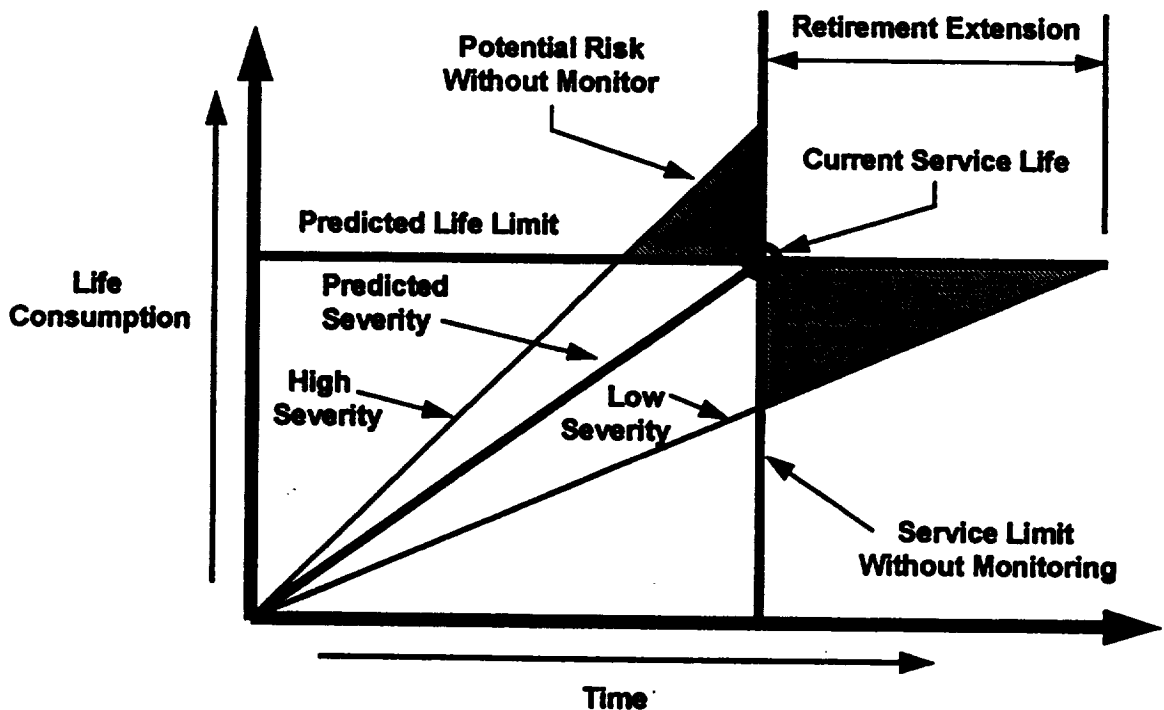 Retirement Extension
Potential Risk
Without Monitor
Current Service Life
Predicted Life Limit
Life
Consumption
Predicted
Severity
High
Severity
Low
Severity
Service Limit
Without Monitoring
Time